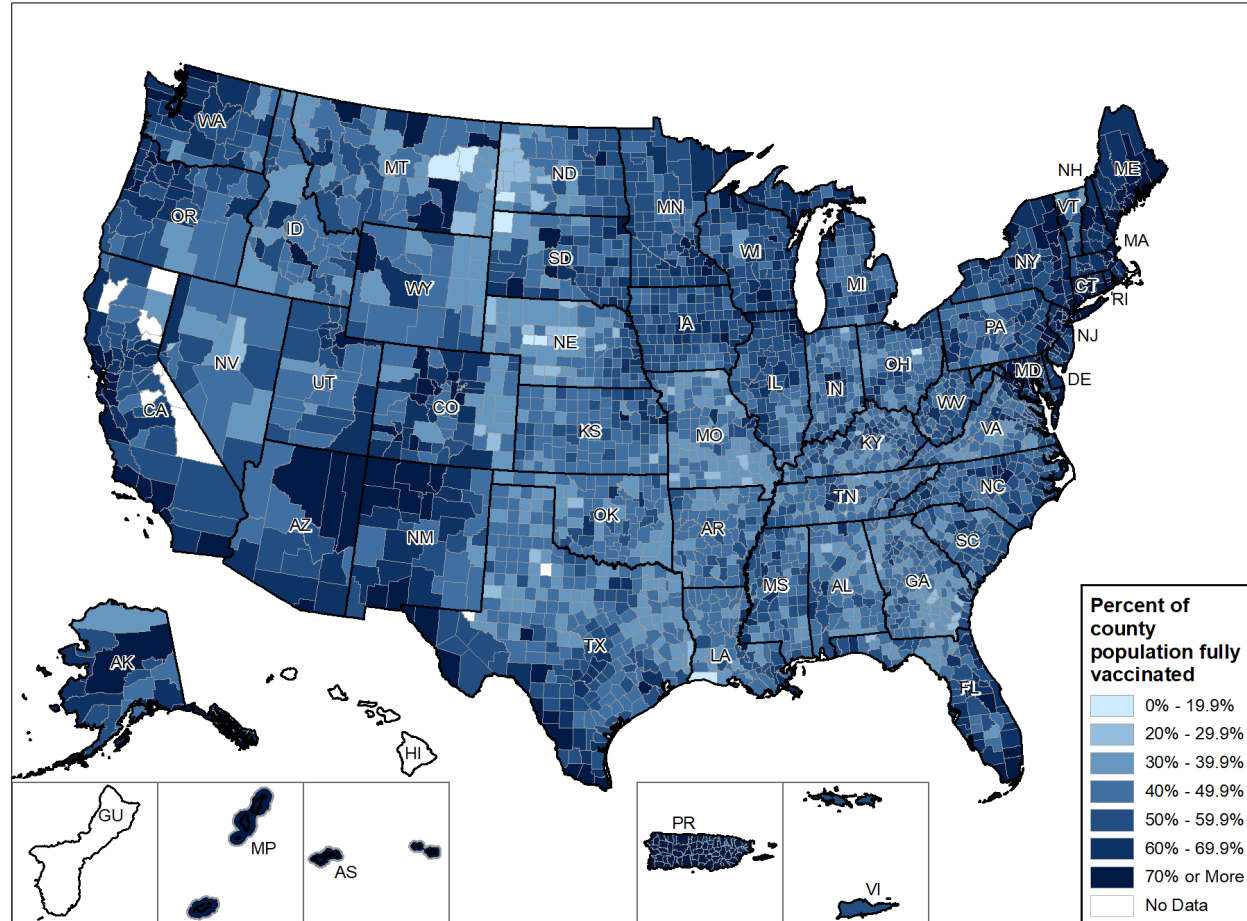 WA
MT
ND
MN
OR
ID
SD
WI
WY
MI
NH
VT
ME
NY
MA
CT
RI
IA
NE
PA
NJ
NV
UT
CO
IL
IN
OH
MD
DE
WV
CA
KS
MO
KY
VA
AZ
NM
OK
AR
TN
NC
SC
MS
AL
GA
TX
LA
FL
AK
HI
GU
MP
AS
PR
VI
Percent of
county
population fully
vaccinated
0% - 19.9%
20% - 29.9%
30% - 39.9%
40% - 49.9%
50% - 59.9%
60% - 69.9%
70% or More
No Data